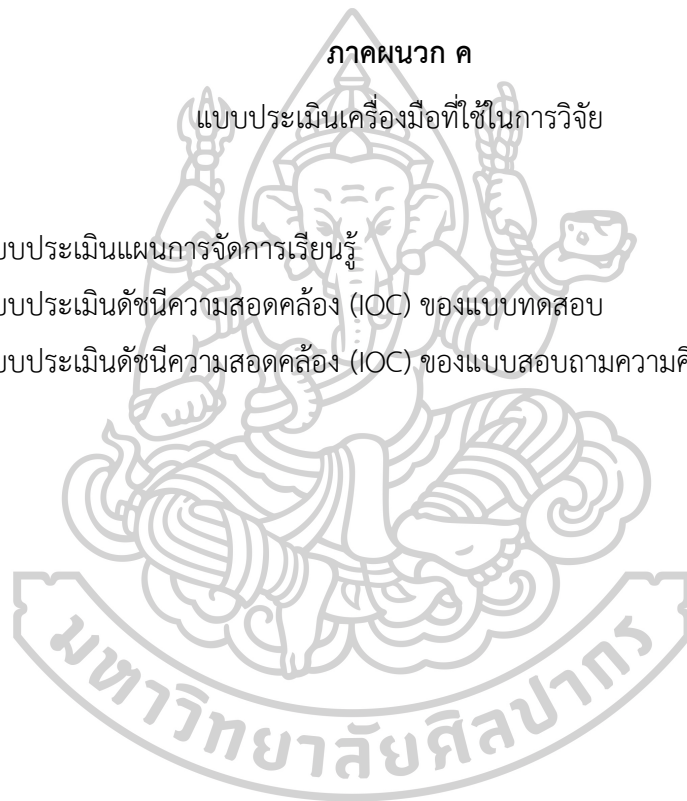 ภาคผนวก ค
แบบประเมินเครื่องมือที่ใช้ในการวิจัย
บบประเมินแผนการจัดการเรียนรู้
บบประเมินดัชนีความสอดคล้อง (IOC) ของแบบทดสอบ
บบประเมินดัชนีความสอดคล้อง (IOC) ของแบบสอบถามความคิ
มหาวิทยาลัยศิลปากร